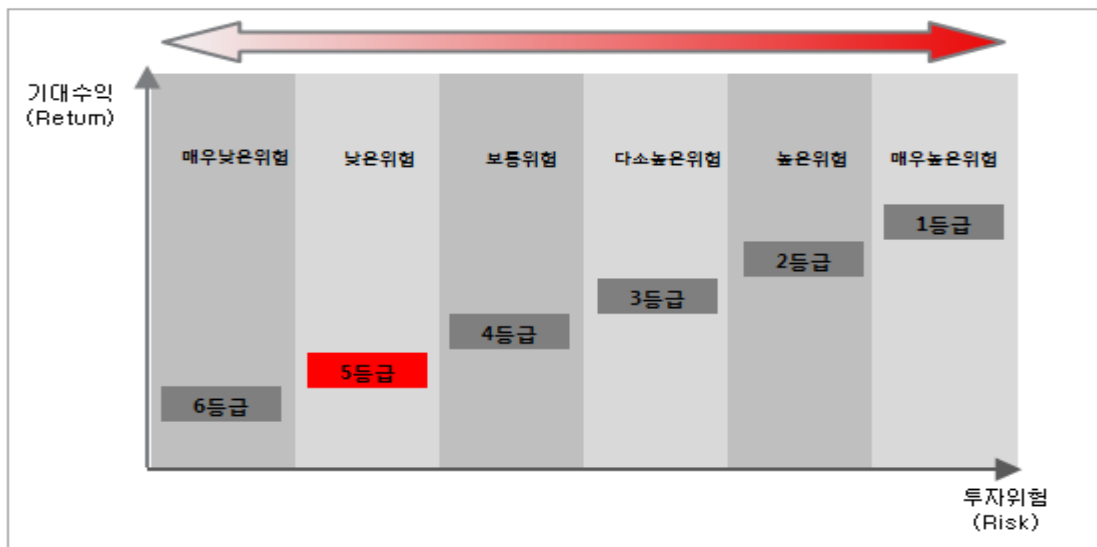 기대수익
(Return)
매우낮은위험
낮은위험
보통위험
다소높은위험
높은위험
매우높은위험
1등급
2등급
3등급
4등급
5등급
6등급
투자위험
(Risk)